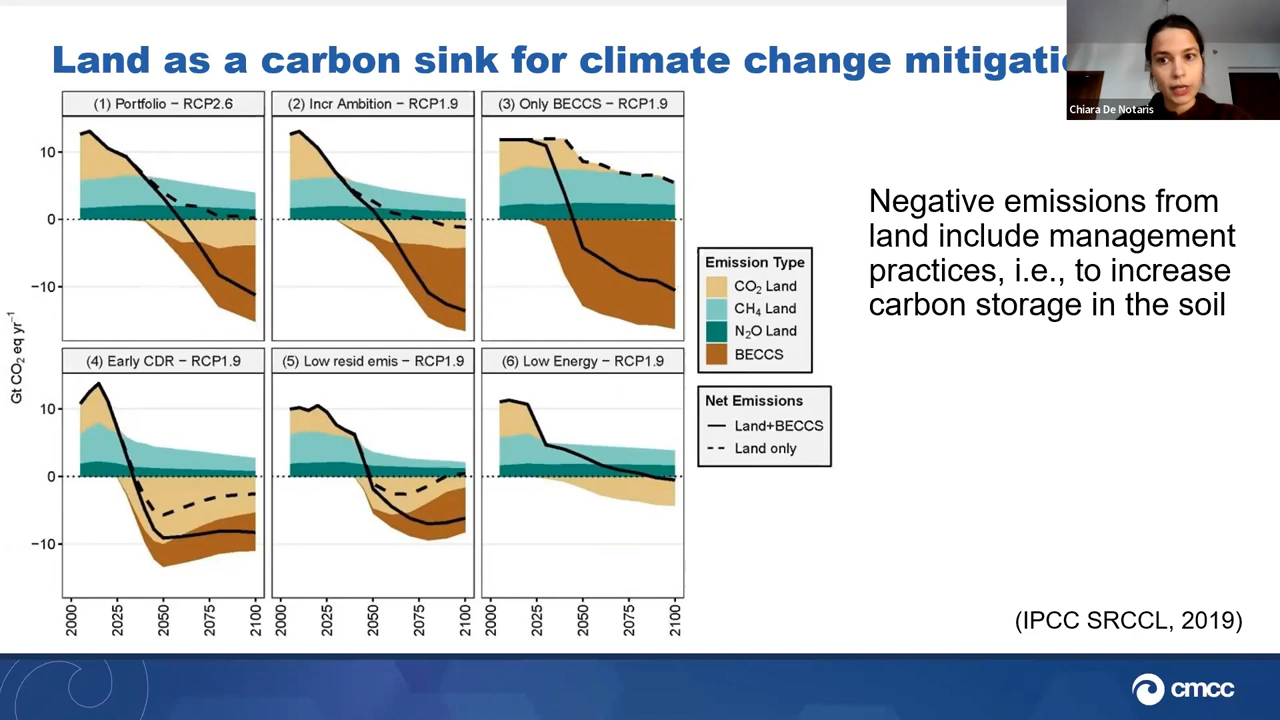 Land as a carbon sink for climate change mitigatio
Chiara De Notaris
(1) Portfolio − RCP2.6
(2) Incr Ambition − RCP1.9
(3) Only BECCS − RCP1.9
10
0
−10
(4) Early CDR − RCP1.9
(5) Low resid emis − RCP1.9
(6) Low Energy − RCP1.9
10
0
−10
Gt CO₂ eq yr⁻¹
2000 2025 2050 2075 2100
2000 2025 2050 2075 2100
2000 2025 2050 2075 2100
Emission Type
CO₂ Land
CH₄ Land
N₂O Land
BECCS
Net Emissions
Land+BECCS
Land only
Negative emissions from
land include management
practices, i.e., to increase
carbon storage in the soil
(IPCC SRCCL, 2019)
cmcc